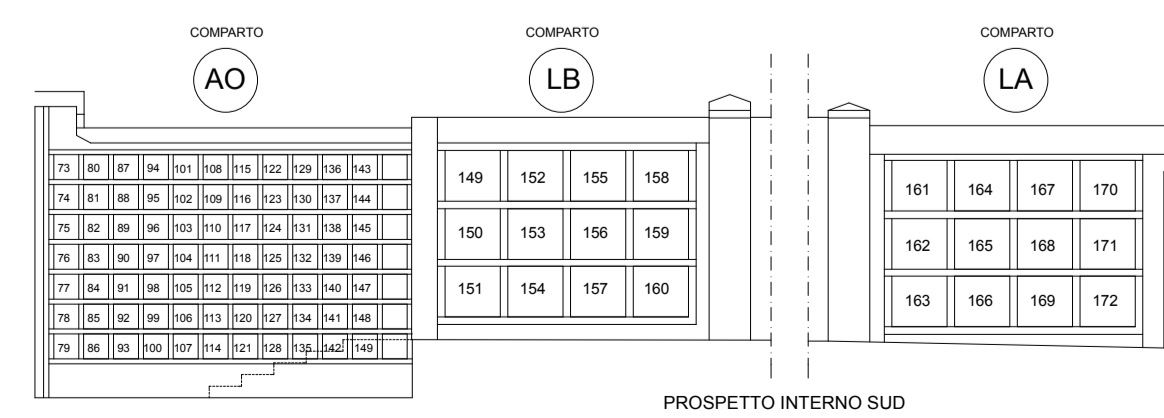 COMPARTO COMPARTO COMPARTO
AO LB LA
73 80 87 94 101 108 115 122 129 136 143
74 81 88 95 102 109 116 123 130 137 144
75 82 89 96 103 110 117 124 131 138 145
76 83 90 97 104 111 118 125 132 139 146
77 84 91 98 105 112 119 126 133 140 147
78 85 92 99 106 113 120 127 134 141 148
79 86 93 100 107 114 121 128 135 142 149
149 152 155 158
150 153 156 159
151 154 157 160
161 164 167 170
162 165 168 171
163 166 169 172
PROSPETTO INTERNO SUD